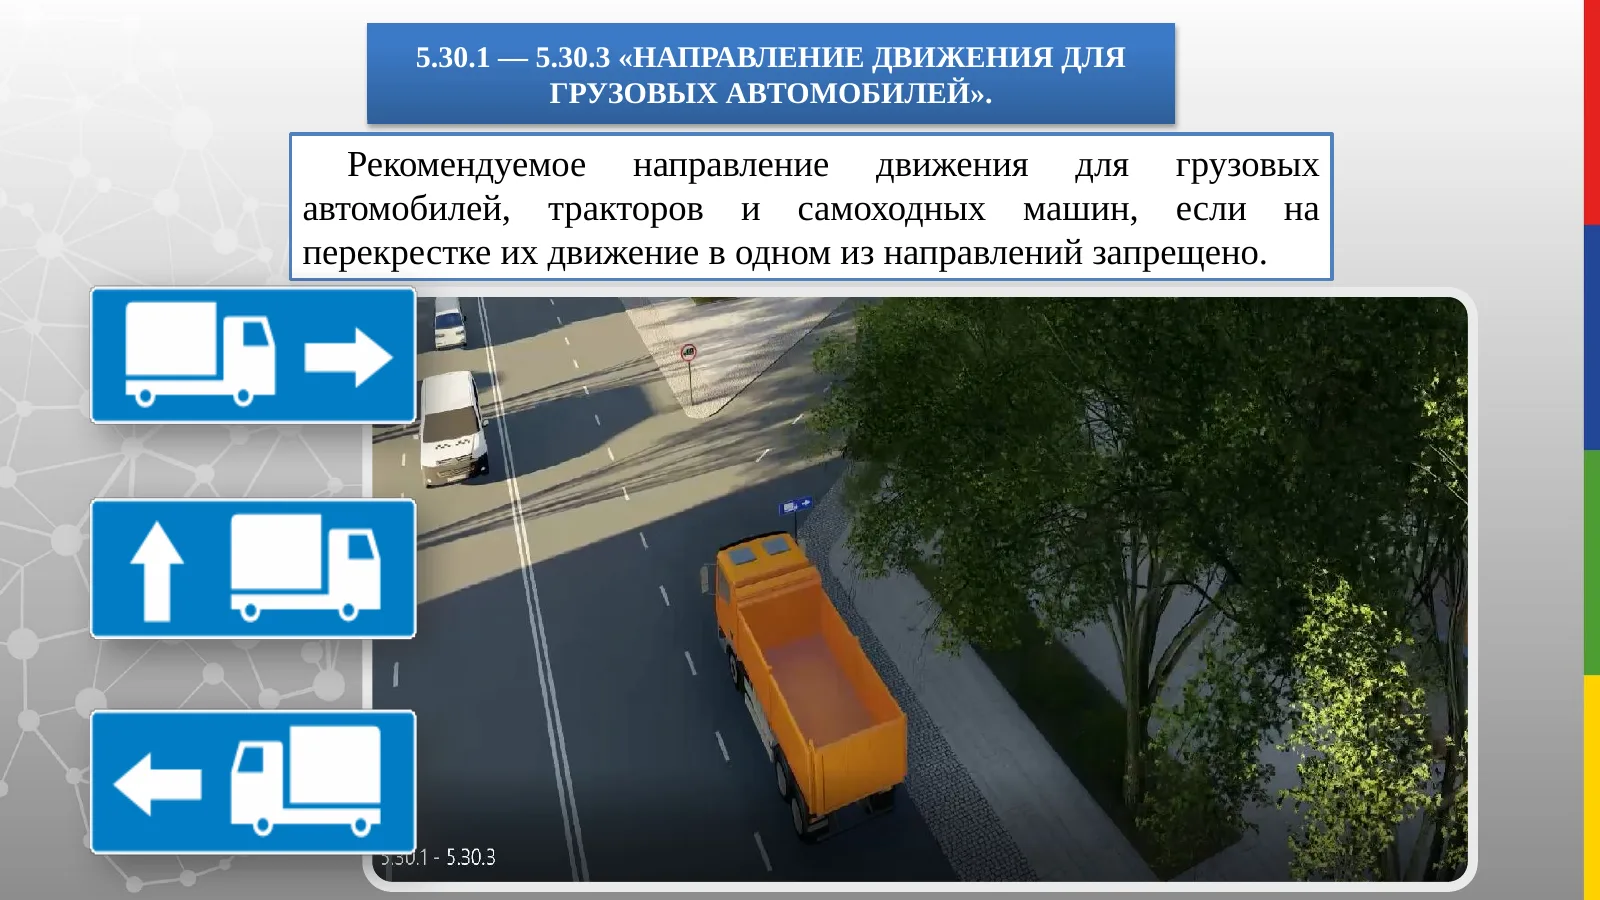 5.30.1 — 5.30.3 «НАПРАВЛЕНИЕ ДВИЖЕНИЯ ДЛЯ
ГРУЗОВЫХ АВТОМОБИЛЕЙ».
Рекомендуемое направление движения для грузовых
автомобилей, тракторов и самоходных машин, если на
перекрестке их движение в одном из направлений запрещено.
5.30.1 - 5.30.3